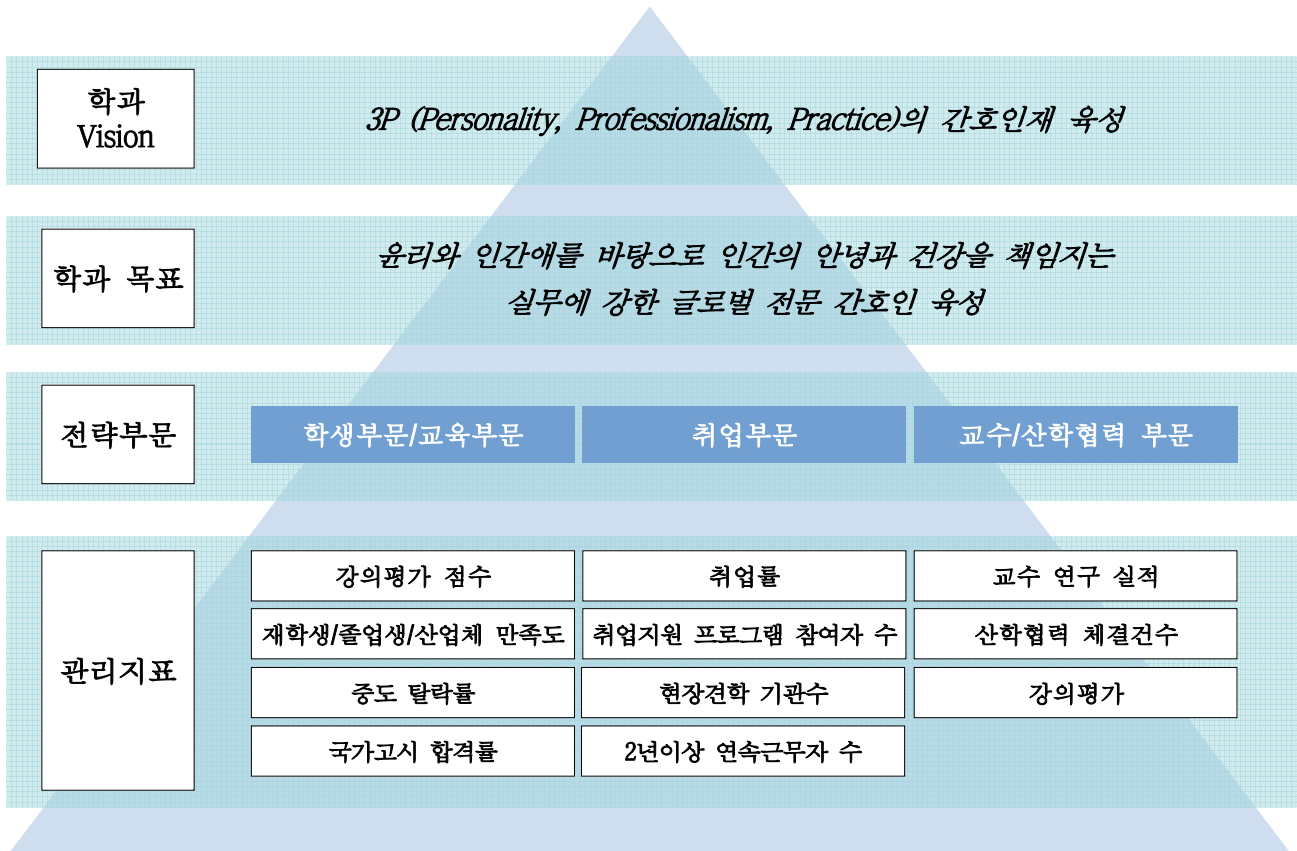 학과
Vision
3P (Personality, Professionalism, Practice)의 간호인재 육성
학과 목표
윤리와 인간애를 바탕으로 인간의 안녕과 건강을 책임지는
실무에 강한 글로벌 전문 간호인 육성
전략부문
학생부문/교육부문
취업부문
교수/산학협력 부문
관리지표
강의평가 점수
취업률
교수 연구 실적
재학생/졸업생/산업체 만족도
취업지원 프로그램 참여자 수
산학협력 체결건수
중도 탈락률
현장견학 기관수
강의평가
국가고시 합격률
2년이상 연속근무자 수